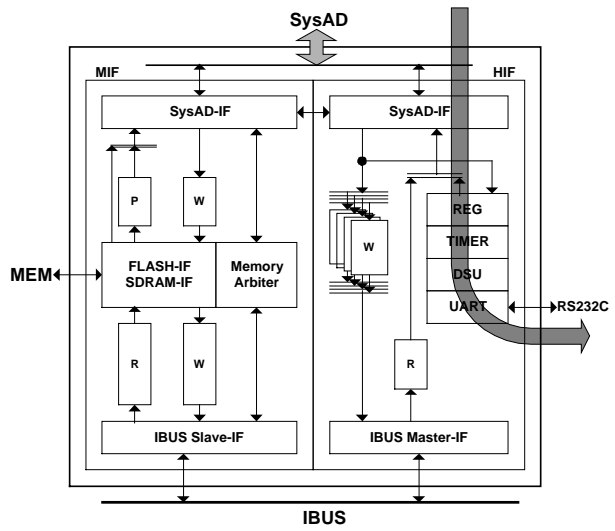 SysAD
MIF
HIF
SysAD-IF
SysAD-IF
P
W
REG
W
TIMER
MEM
FLASH-IF
SDRAM-IF
Memory
Arbiter
DSU
UART
RS232C
R
W
R
IBUS Slave-IF
IBUS Master-IF
IBUS